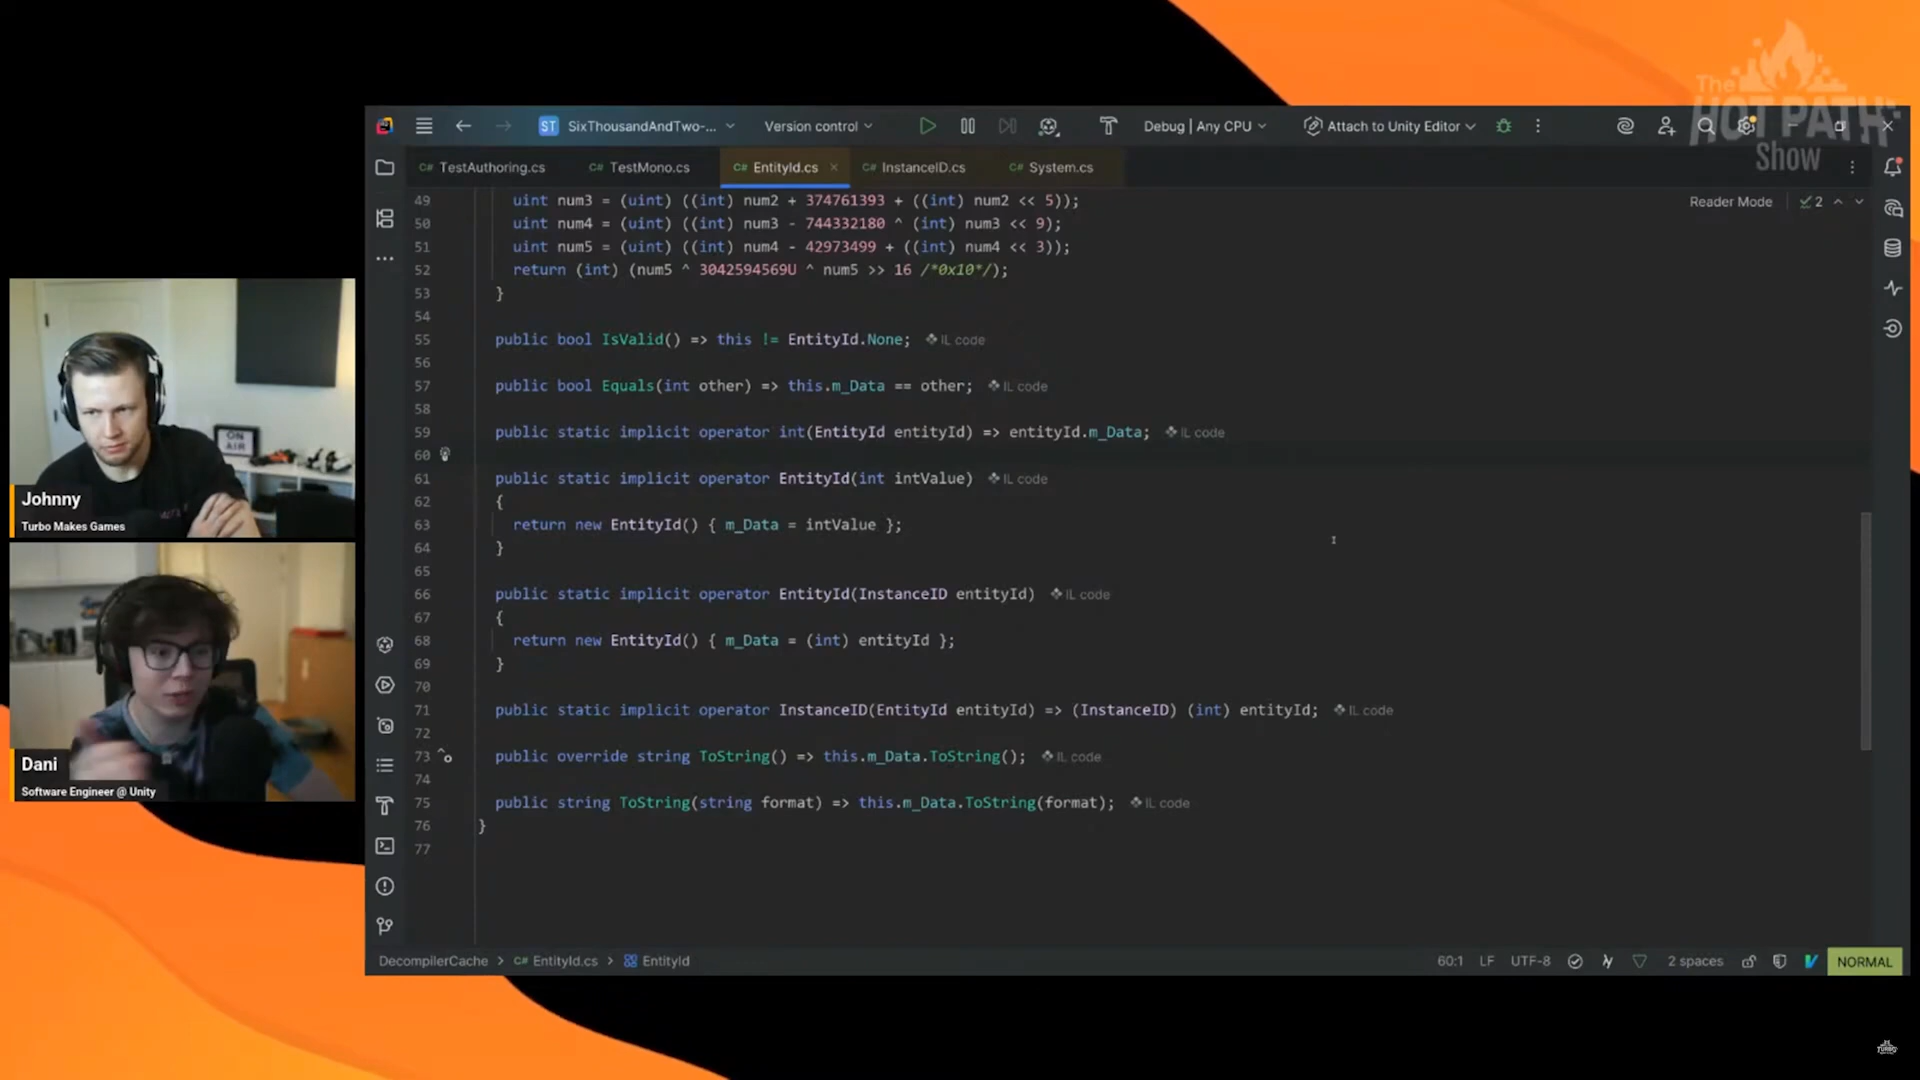 The
HOT PATH
Show
ST SixThousandAndTwo-...
Version control
Debug | Any CPU
Attach to Unity Editor
C# TestAuthoring.cs
C# TestMono.cs
C# EntityId.cs
C# InstanceID.cs
C# System.cs
Reader Mode
2
49 uint num3 = (uint) ((int) num2 + 374761393 + ((int) num2 << 5));
50 uint num4 = (uint) ((int) num3 - 744332180 ^ (int) num3 << 9);
51 uint num5 = (uint) ((int) num4 - 42973499 + ((int) num4 << 3));
52 return (int) (num5 ^ 3042594569U ^ num5 >> 16 /*0x10*/);
53 }
54
55 public bool IsValid() => this != EntityId.None; IL code
56
57 public bool Equals(int other) => this.m_Data == other; IL code
58
59 public static implicit operator int(EntityId entityId) => entityId.m_Data; IL code
60
61 public static implicit operator EntityId(int intValue) IL code
62 {
63 return new EntityId() { m_Data = intValue };
64 }
65
66 public static implicit operator EntityId(InstanceID entityId) IL code
67 {
68 return new EntityId() { m_Data = (int) entityId };
69 }
70
71 public static implicit operator InstanceID(EntityId entityId) => (InstanceID) (int) entityId; IL code
72
73 public override string ToString() => this.m_Data.ToString(); IL code
74
75 public string ToString(string format) => this.m_Data.ToString(format); IL code
76 }
77
ON
AIR
Johnny
Turbo Makes Games
Dani
Software Engineer @ Unity
DecompilerCache > C# EntityId.cs > EntityId
60:1 LF UTF-8 2 spaces NORMAL
TURBO